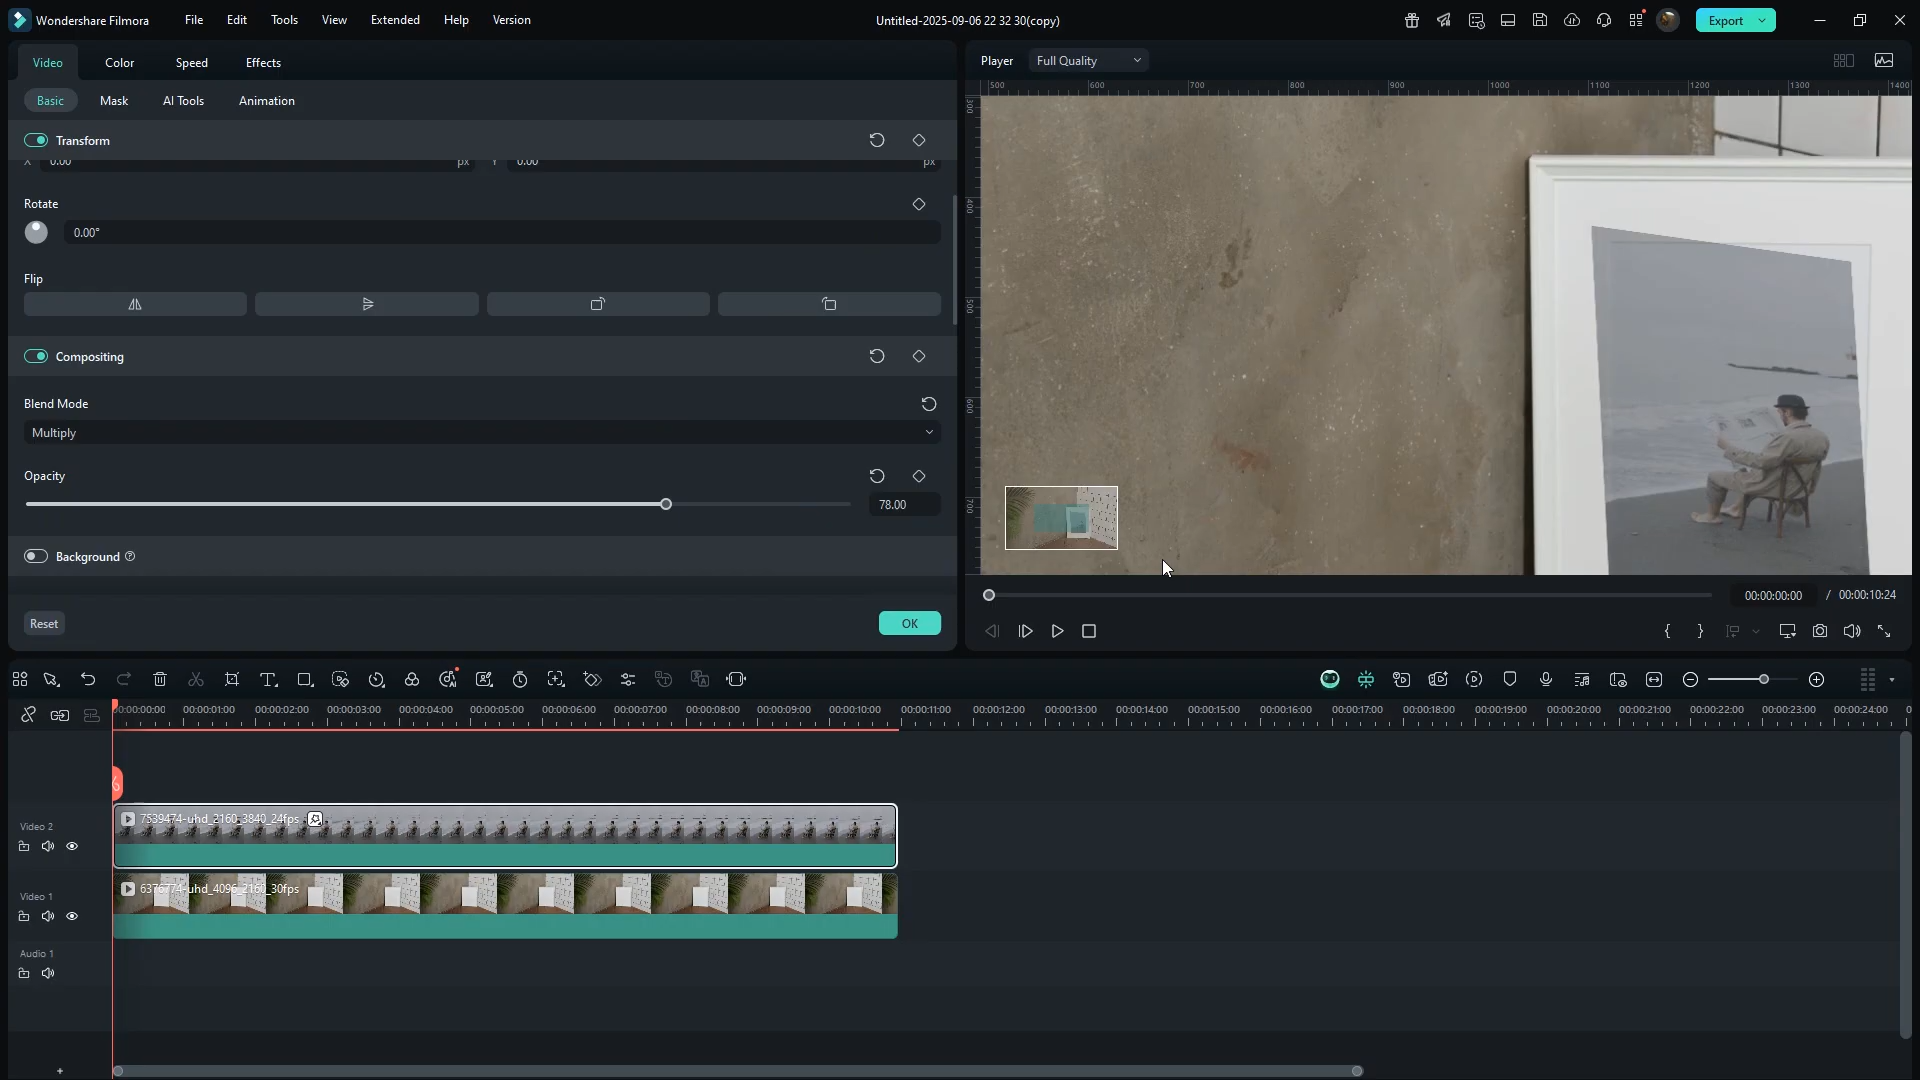 Wondershare Filmora File Edit Tools View Extended Help Version Untitled-2025-09-06 22 32 30(copy) Export
Video Color Speed Effects
Basic Mask AI Tools Animation
Transform
X 0.00 px Y 0.00 px
Rotate
0.00°
Flip
Compositing
Blend Mode
Multiply
Opacity
78.00
Background
Reset OK
Player Full Quality
500 600 700 800 900 1000 1100 1200 1300 1400
300
400
500
600
700
00:00:00:00 / 00:00:10:24
00:00:00:00 00:00:01:00 00:00:02:00 00:00:03:00 00:00:04:00 00:00:05:00 00:00:06:00 00:00:07:00 00:00:08:00 00:00:09:00 00:00:10:00 00:00:11:00 00:00:12:00 00:00:13:00 00:00:14:00 00:00:15:00 00:00:16:00 00:00:17:00 00:00:18:00 00:00:19:00 00:00:20:00 00:00:21:00 00:00:22:00 00:00:23:00 00:00:24:00
7539474-uhd_2160_3840_24fps
Video 2
6376774-uhd_4096_2160_30fps
Video 1
Audio 1